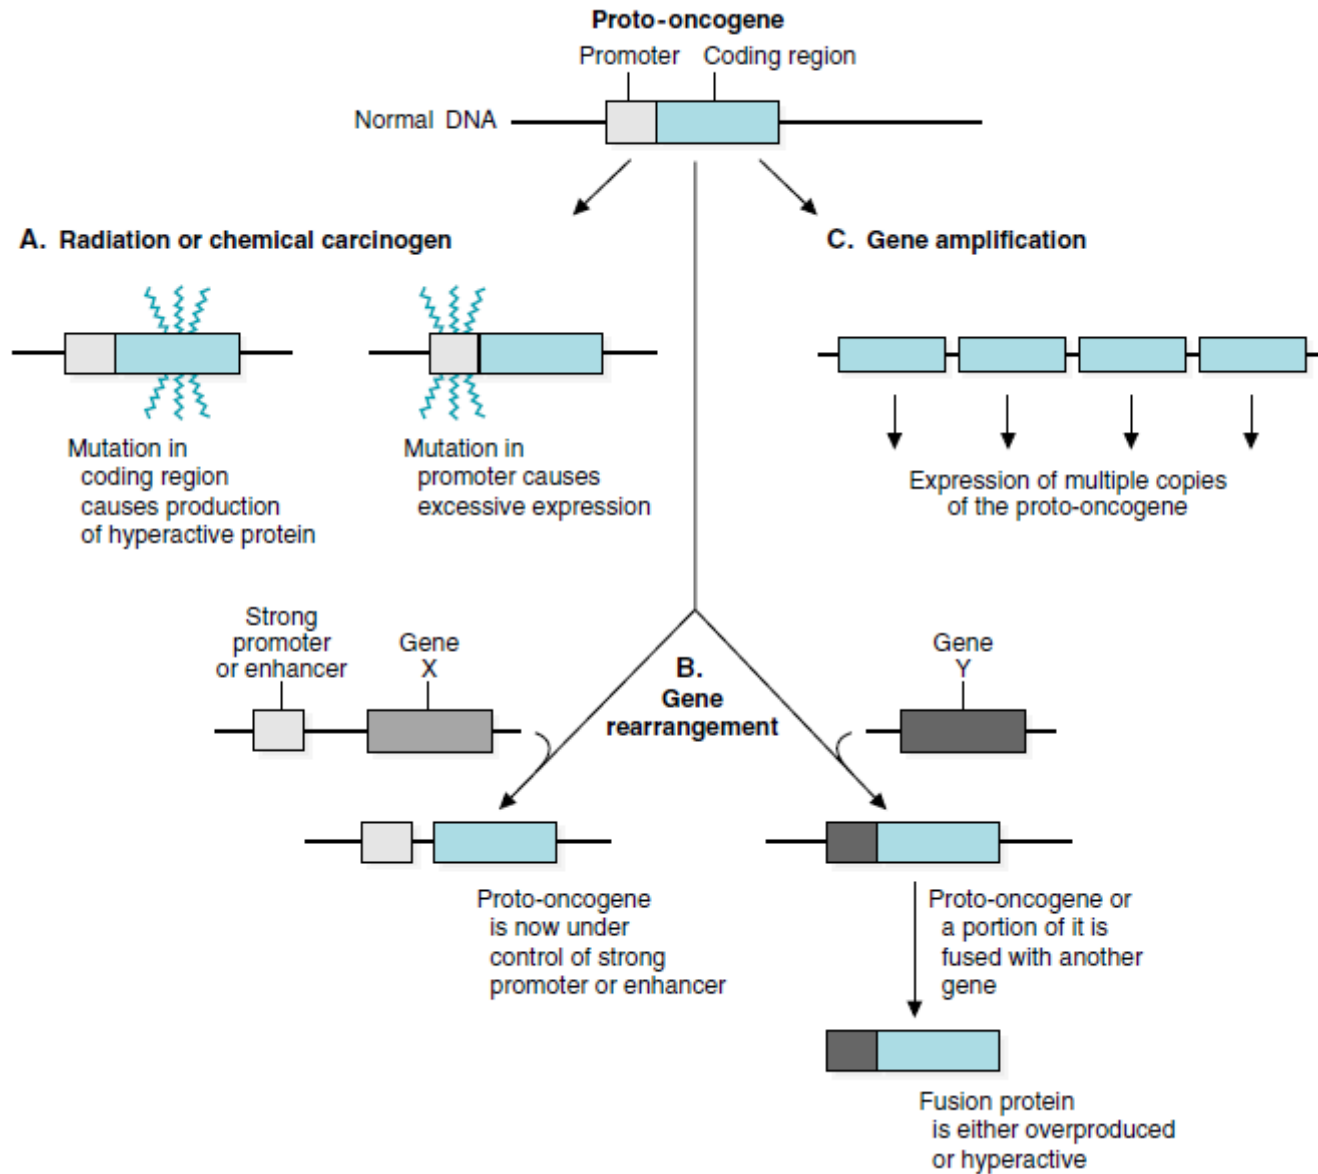 Proto-oncogene
Promoter
Coding region
Normal DNA
A. Radiation or chemical carcinogen
Mutation in
coding region
causes production
of hyperactive protein
Mutation in
promoter causes
excessive expression
C. Gene amplification
Expression of multiple copies
of the proto-oncogene
Strong
promoter
or enhancer
Gene
X
B.
Gene
rearrangement
Gene
Y
Proto-oncogene
is now under
control of strong
promoter or enhancer
Proto-oncogene or
a portion of it is
fused with another
gene
Fusion protein
is either overproduced
or hyperactive